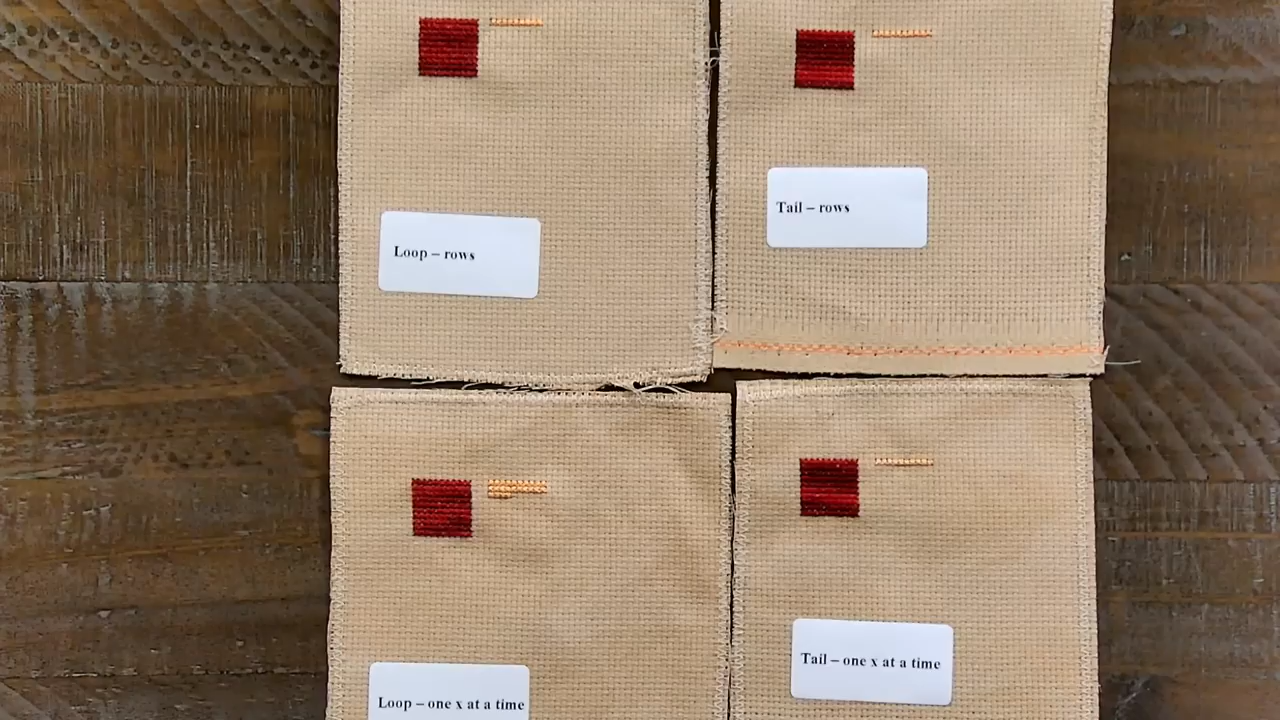 Loop – rows
Tail – rows
Loop – one x at a time
Tail – one x at a time